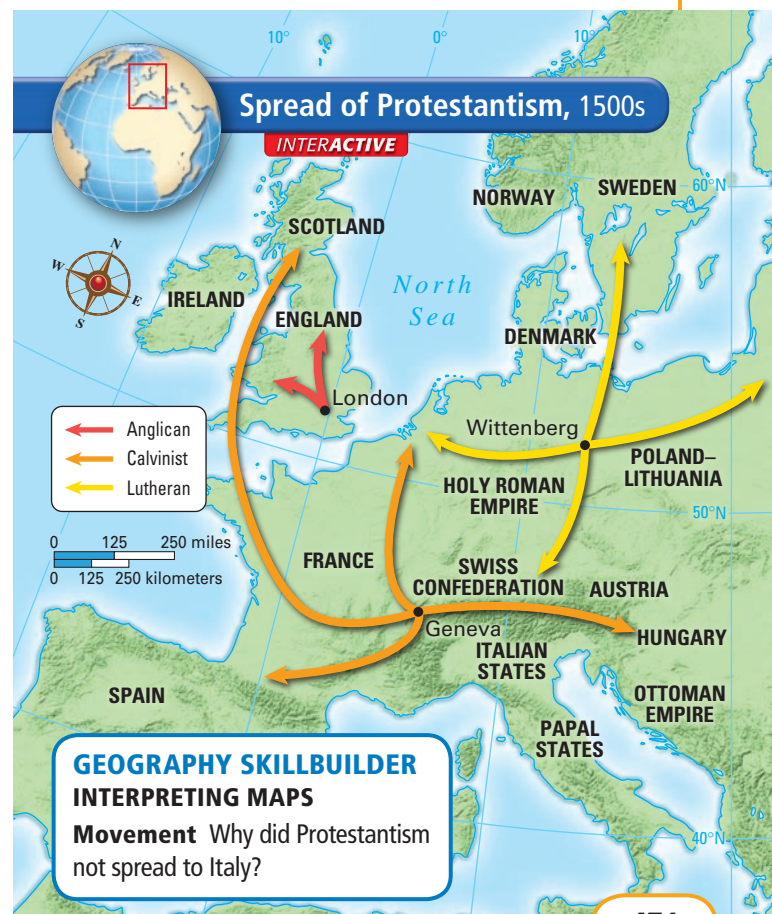 10°
0°
10°
Spread of Protestantism, 1500s
INTERACTIVE
NORWAY
SWEDEN
60°N
SCOTLAND
N
W
E
S
IRELAND
North
Sea
ENGLAND
DENMARK
London
Anglican
Calvinist
Lutheran
Wittenberg
POLAND–
LITHUANIA
HOLY ROMAN
EMPIRE
50°N
0 125 250 miles
0 125 250 kilometers
FRANCE
SWISS
CONFEDERATION
AUSTRIA
Geneva
HUNGARY
ITALIAN
STATES
SPAIN
OTTOMAN
EMPIRE
PAPAL
STATES
GEOGRAPHY SKILLBUILDER
INTERPRETING MAPS
Movement Why did Protestantism
not spread to Italy?
40°N